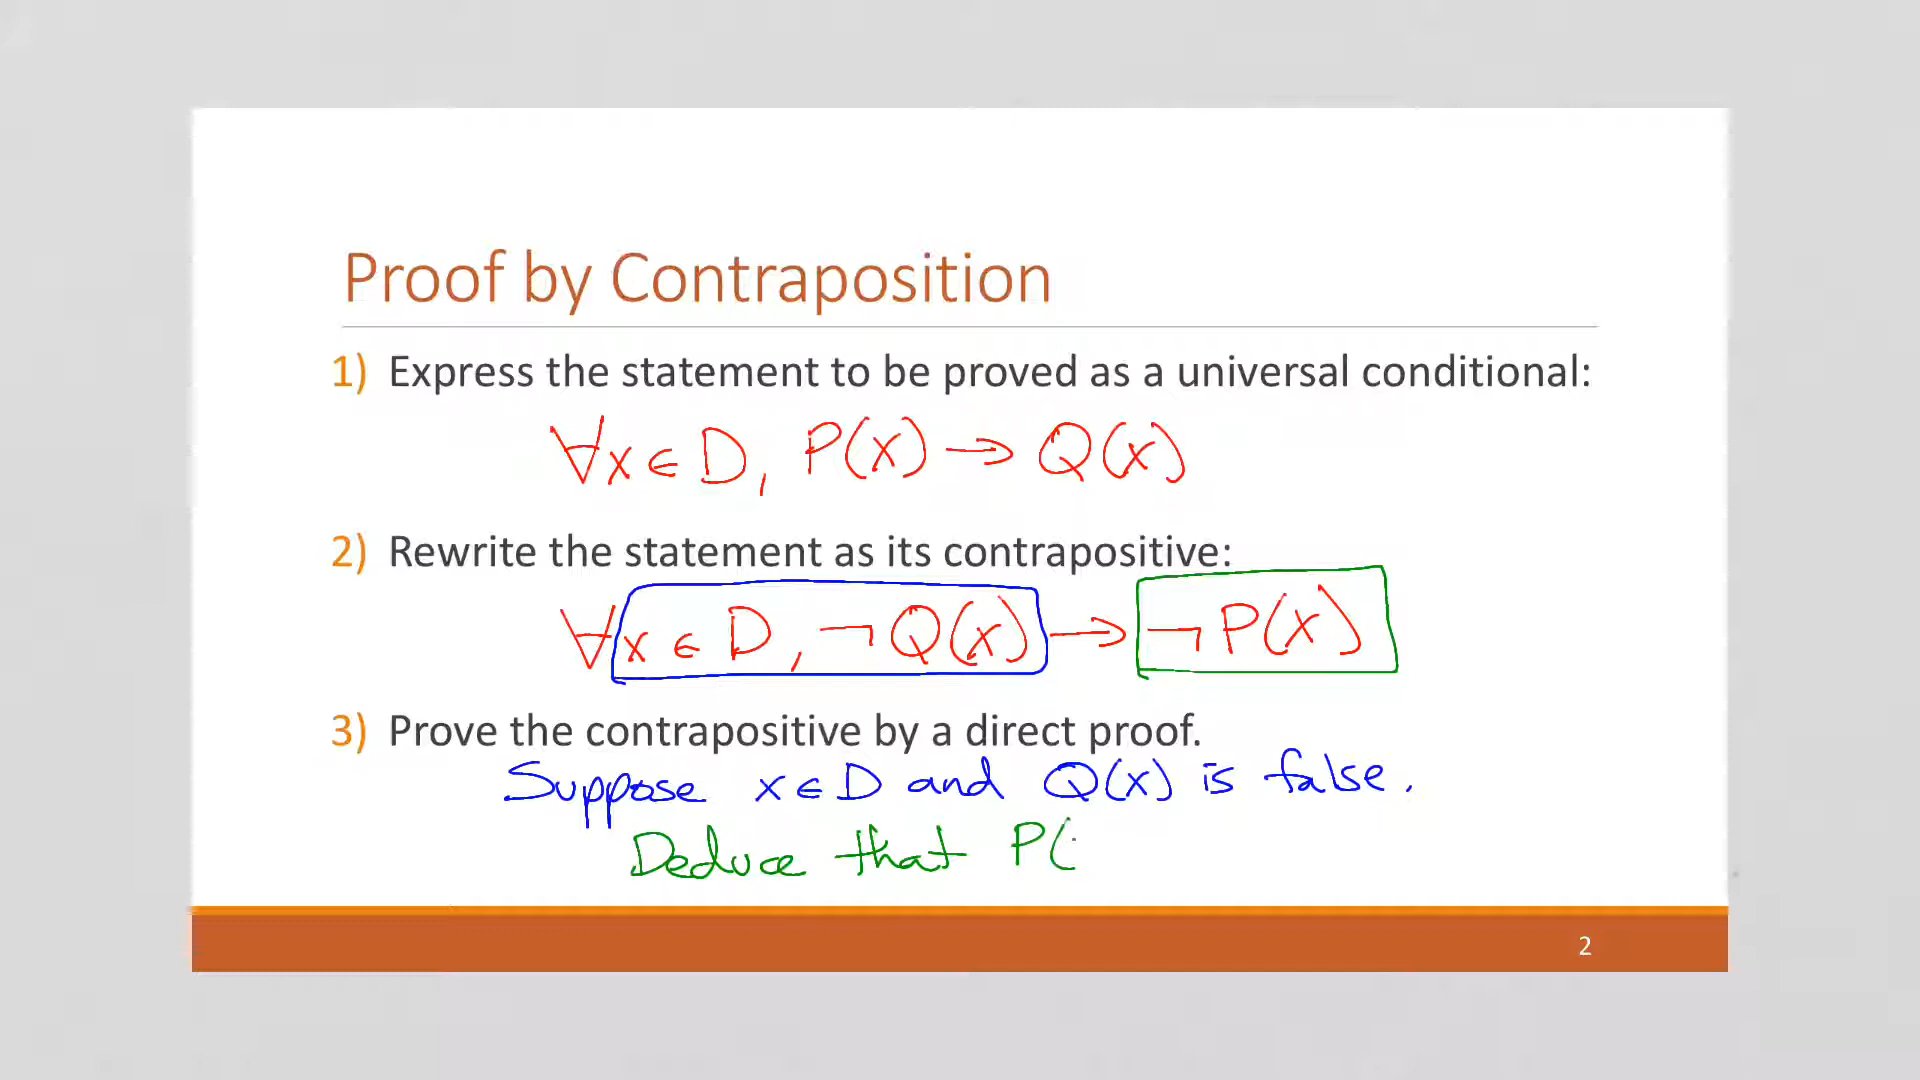 Proof by Contraposition
1) Express the statement to be proved as a universal conditional:
∀x ∈ D, P(x) → Q(x)
2) Rewrite the statement as its contrapositive:
∀x ∈ D, ¬Q(x) → ¬P(x)
3) Prove the contrapositive by a direct proof.
Suppose x ∈ D and Q(x) is false.
Deduce that P(
2